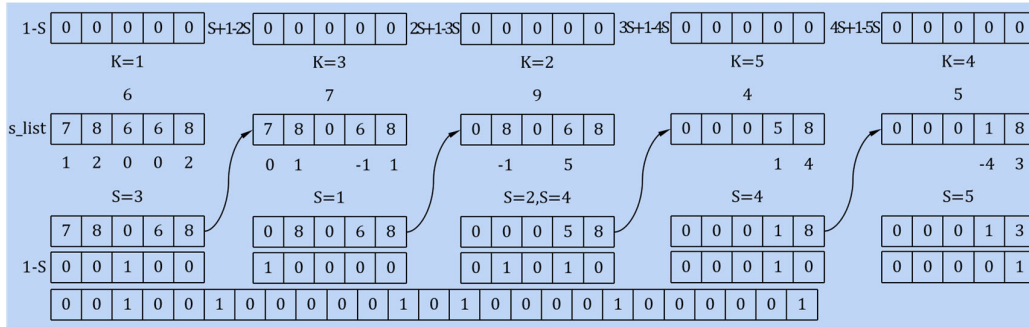 1-S 0 0 0 0 0 S+1-2S 0 0 0 0 0 2S+1-3S 0 0 0 0 0 3S+1-4S 0 0 0 0 0 4S+1-5S 0 0 0 0 0
K=1 K=3 K=2 K=5 K=4
6 7 9 4 5
s_list 7 8 6 6 8 7 8 0 6 8 0 8 0 6 8 0 0 0 5 8 0 0 0 1 8
1 2 0 0 2 0 1 -1 1 -1 5 1 4 -4 3
S=3 S=1 S=2,S=4 S=4 S=5
7 8 0 6 8 0 8 0 6 8 0 0 0 5 8 0 0 0 1 8 0 0 0 1 3
1-S 0 0 1 0 0 1 0 0 0 0 0 1 0 1 0 0 0 0 1 0 0 0 0 0 1
0 0 1 0 0 1 0 0 0 0 0 1 0 1 0 0 0 0 1 0 0 0 0 0 1